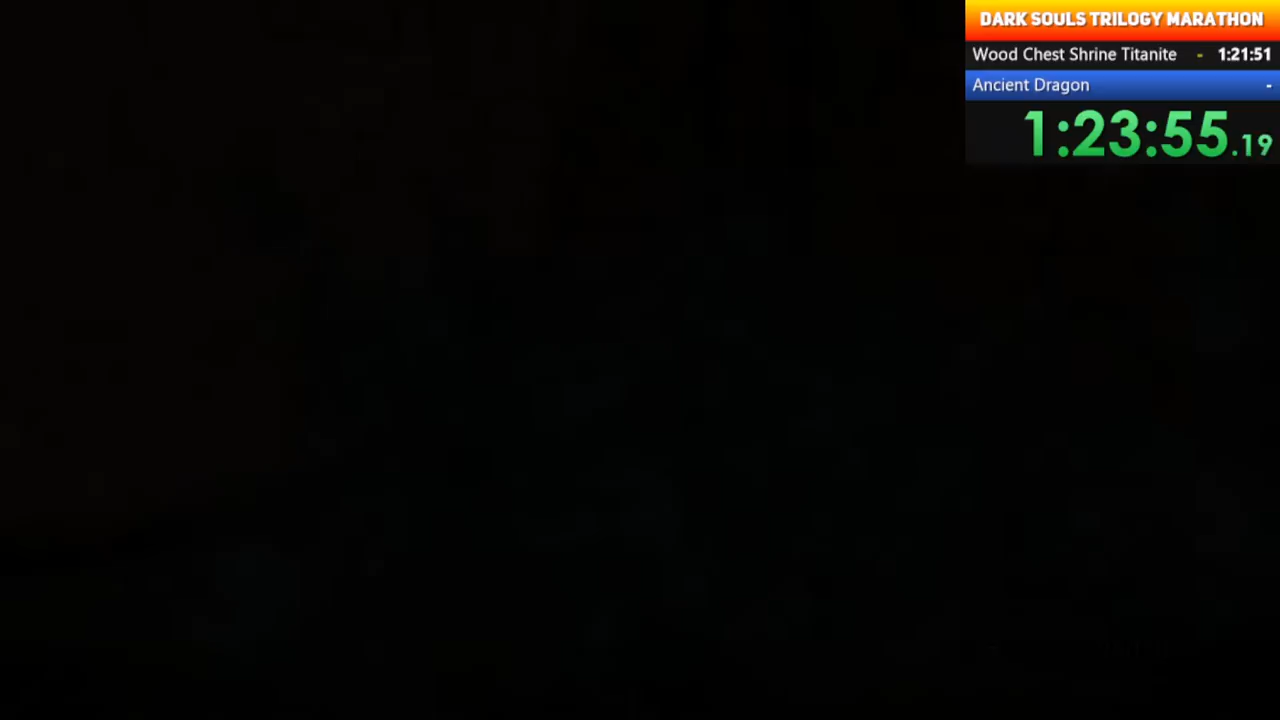 DARK SOULS TRILOGY MARATHON
Wood Chest Shrine Titanite - 1:21:51
Ancient Dragon -
1:23:55.19